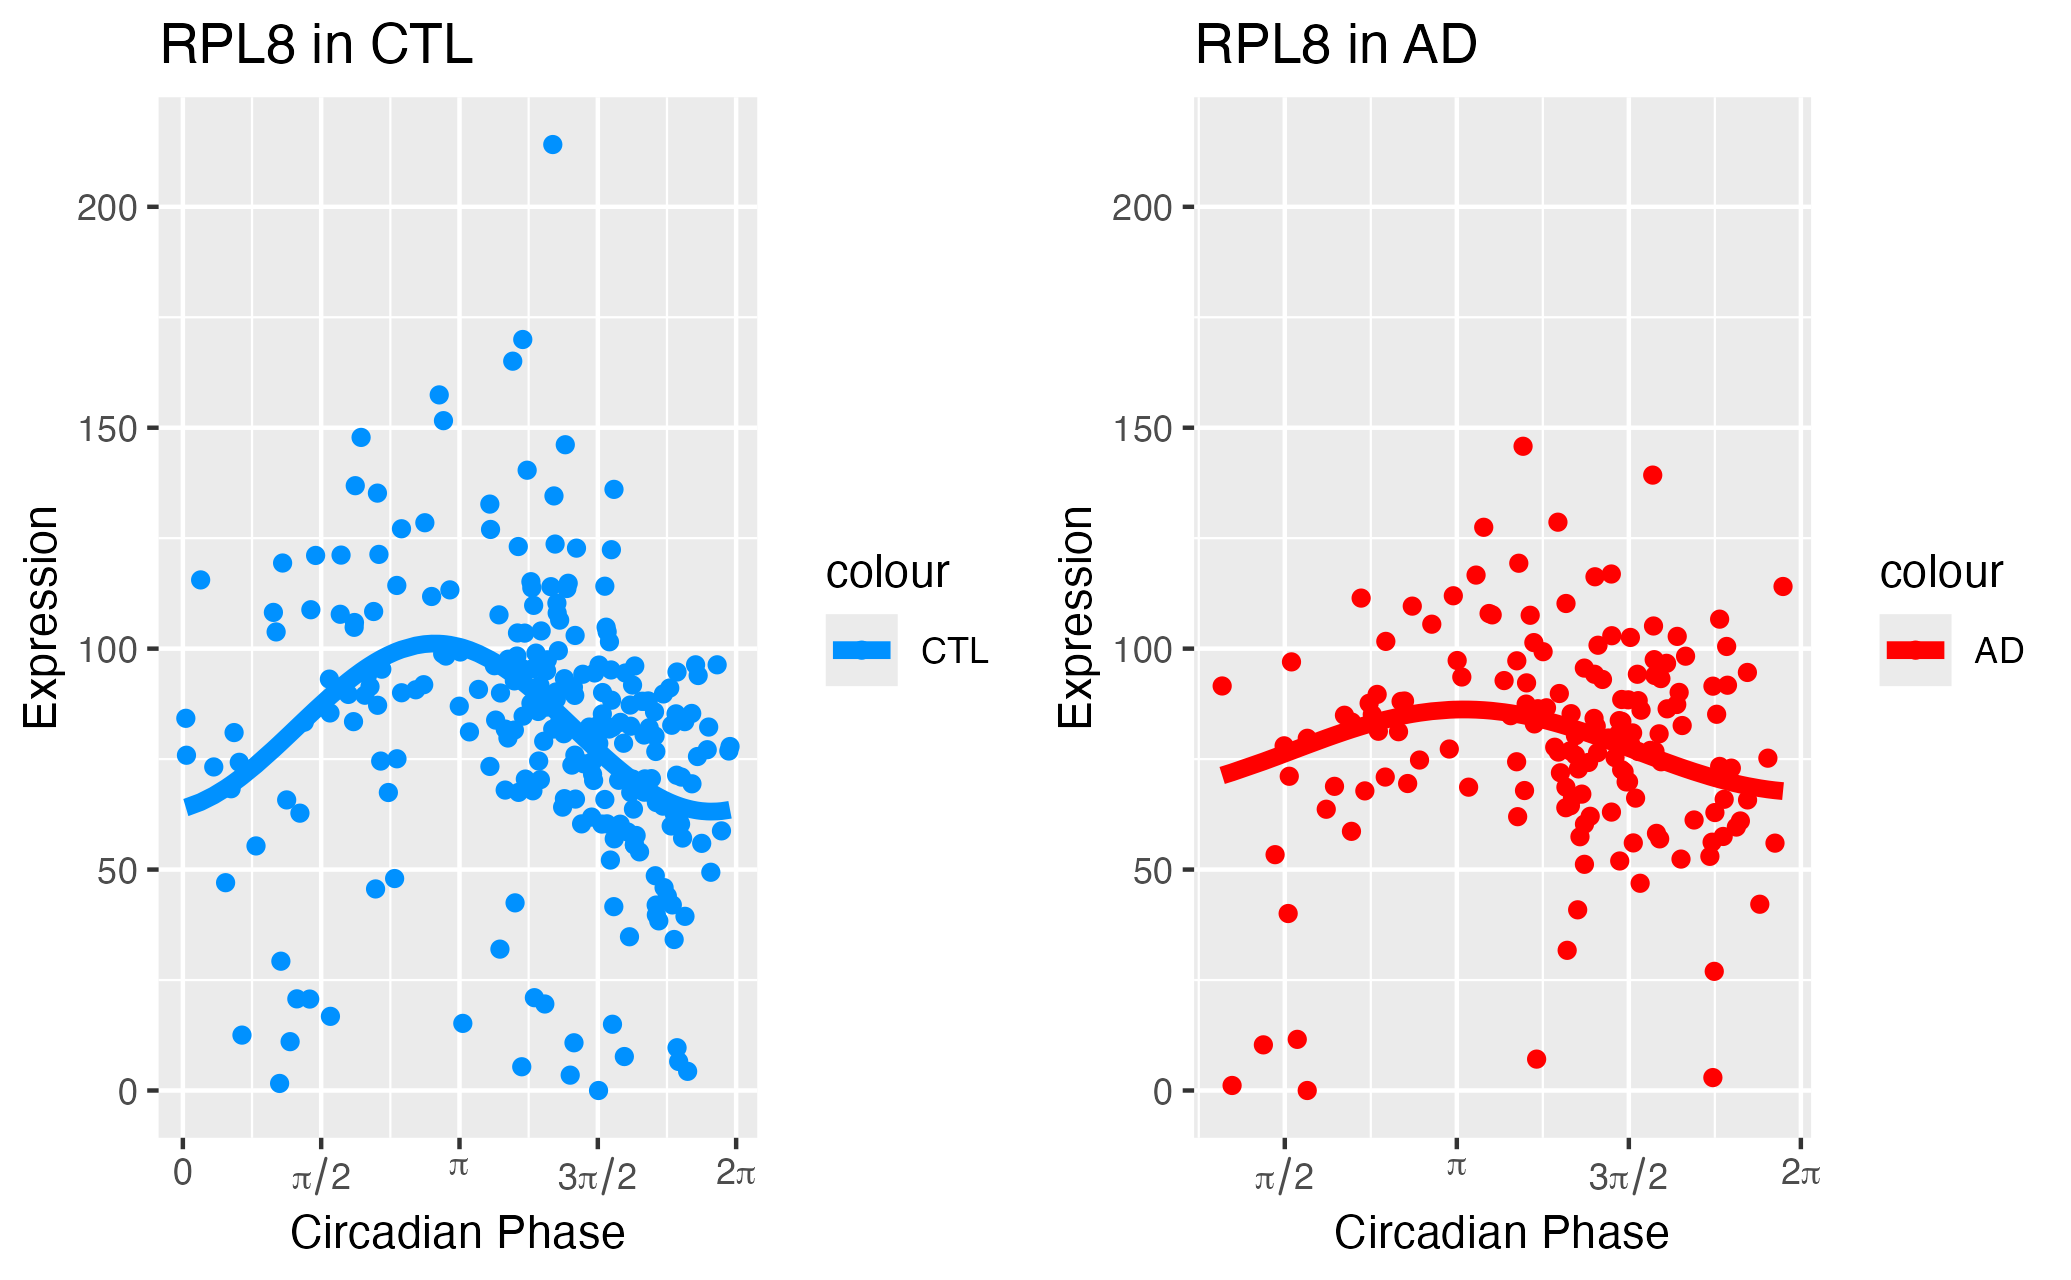 RPL8 in CTL
200
150
100
50
0
Expression
0
π/2
π
3π/2
2π
Circadian Phase
colour
CTL
RPL8 in AD
200
150
100
50
0
Expression
π/2
π
3π/2
2π
Circadian Phase
colour
AD